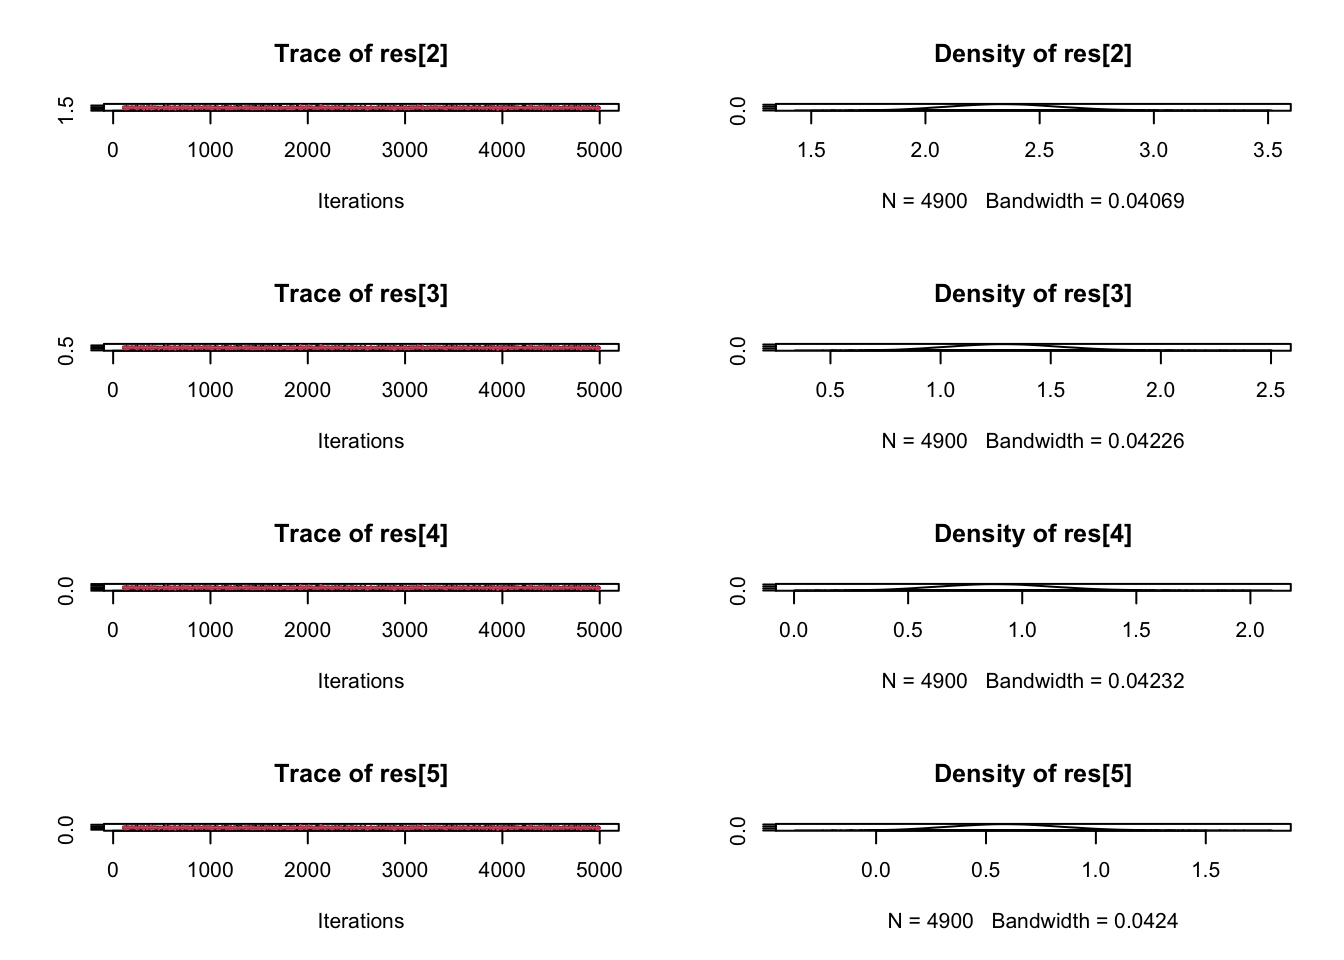 Trace of res[2]
1.5
0 1000 2000 3000 4000 5000
Iterations
Density of res[2]
0.0
1.5 2.0 2.5 3.0 3.5
N = 4900 Bandwidth = 0.04069
Trace of res[3]
0.5
0 1000 2000 3000 4000 5000
Iterations
Density of res[3]
0.0
0.5 1.0 1.5 2.0 2.5
N = 4900 Bandwidth = 0.04226
Trace of res[4]
0.0
0 1000 2000 3000 4000 5000
Iterations
Density of res[4]
0.0
0.0 0.5 1.0 1.5 2.0
N = 4900 Bandwidth = 0.04232
Trace of res[5]
0.0
0 1000 2000 3000 4000 5000
Iterations
Density of res[5]
0.0
0.0 0.5 1.0 1.5
N = 4900 Bandwidth = 0.0424